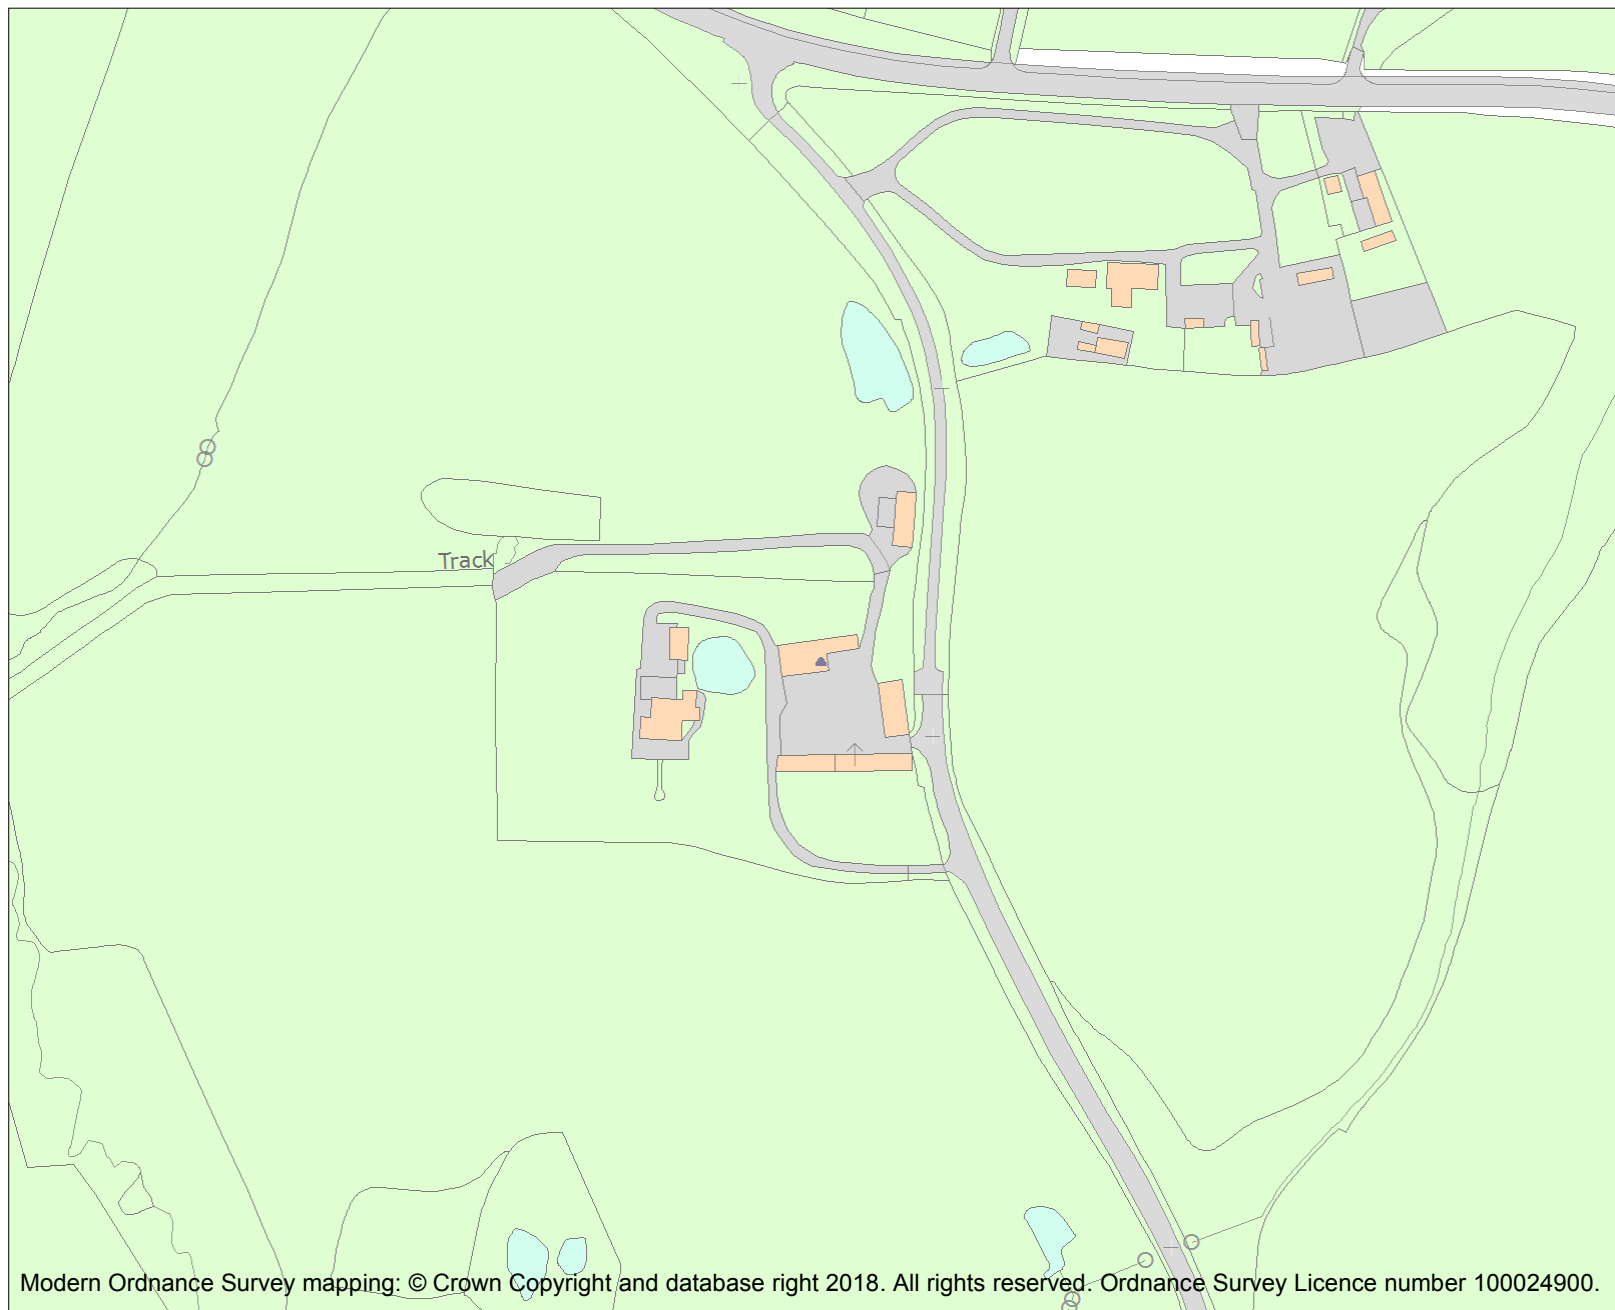 Track
Modern Ordnance Survey mapping: © Crown Copyright and database right 2018. All rights reserved. Ordnance Survey Licence number 100024900.